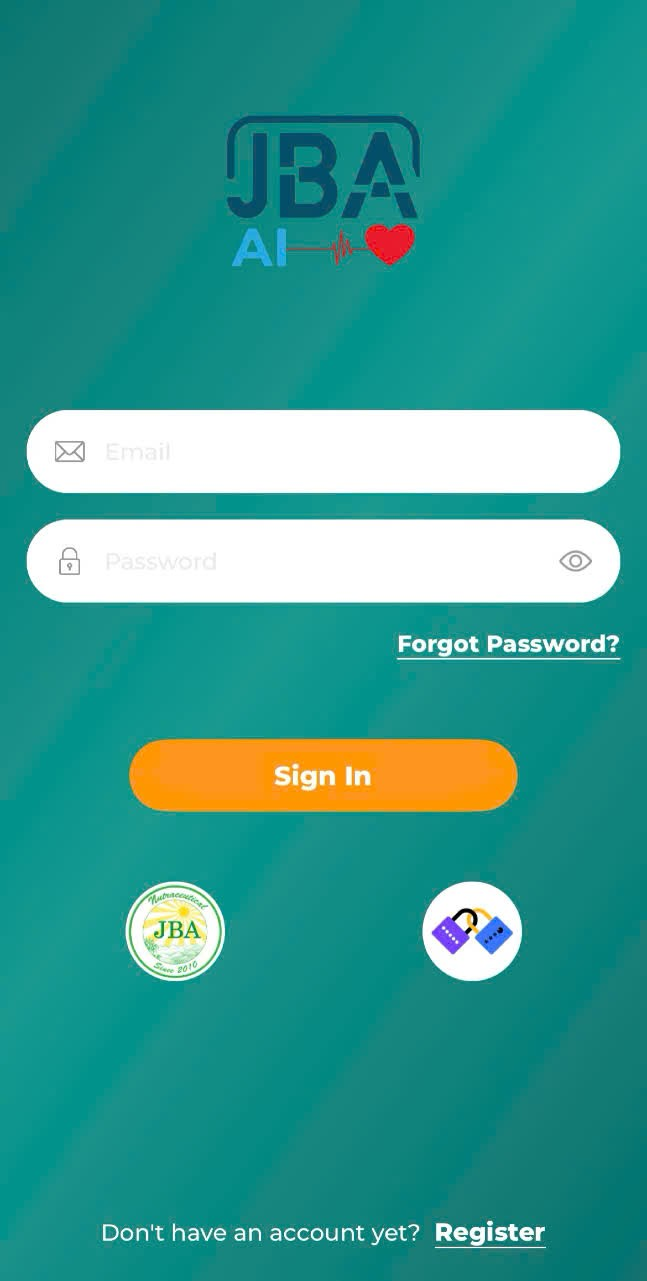 JBA
AI
Email
Password
Forgot Password?
Sign In
Nutraceutical
JBA
Since 2010
Don't have an account yet? Register